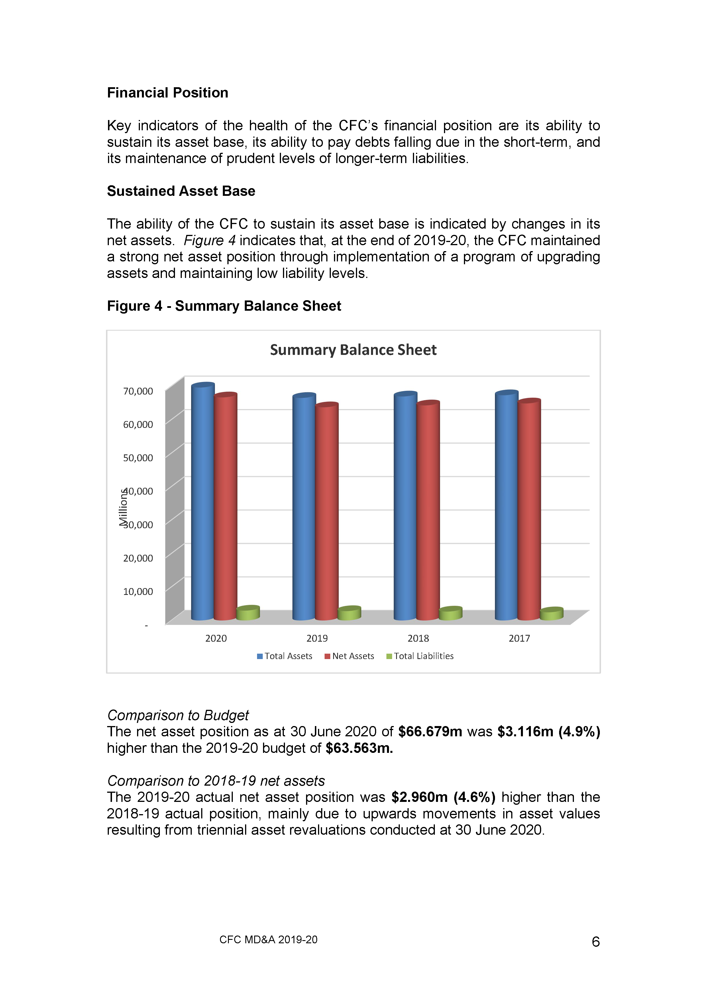 Financial Position
Key indicators of the health of the CFC’s financial position are its ability to
sustain its asset base, its ability to pay debts falling due in the short-term, and
its maintenance of prudent levels of longer-term liabilities.
Sustained Asset Base
The ability of the CFC to sustain its asset base is indicated by changes in its
net assets.  Figure 4 indicates that, at the end of 2019-20, the CFC maintained
a strong net asset position through implementation of a program of upgrading
assets and maintaining low liability levels.
Figure 4 - Summary Balance Sheet
Summary Balance Sheet
70,000
60,000
50,000
40,000
Millions
30,000
20,000
10,000
-
2020 2019 2018 2017
Total Assets Net Assets Total Liabilities
Comparison to Budget
The net asset position as at 30 June 2020 of $66.679m was $3.116m (4.9%)
higher than the 2019-20 budget of $63.563m.
Comparison to 2018-19 net assets
The 2019-20 actual net asset position was $2.960m (4.6%) higher than the
2018-19 actual position, mainly due to upwards movements in asset values
resulting from triennial asset revaluations conducted at 30 June 2020.
CFC MD&A 2019-20 6